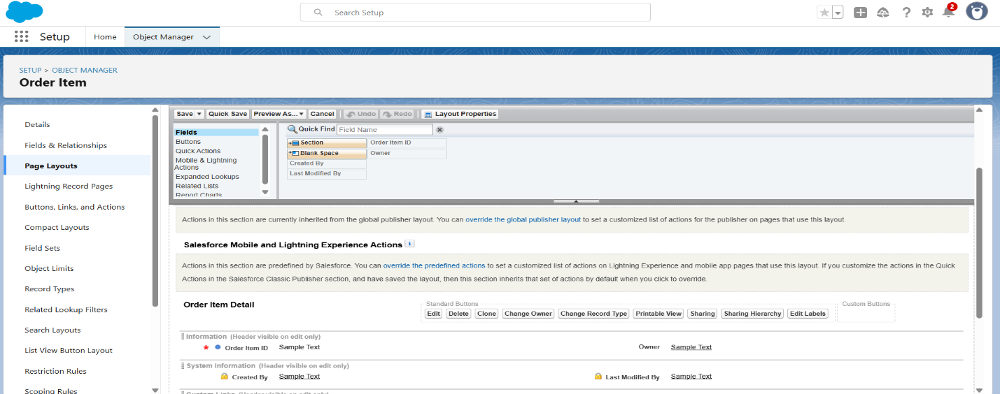 Search Setup
2
Setup
Home
Object Manager
SETUP > OBJECT MANAGER
Order Item
Details
Fields & Relationships
Page Layouts
Lightning Record Pages
Buttons, Links, and Actions
Compact Layouts
Field Sets
Object Limits
Record Types
Related Lookup Filters
Search Layouts
List View Button Layout
Restriction Rules
Scoping Rules
Save Quick Save Preview As... Cancel Undo Redo Layout Properties
Fields
Buttons
Quick Actions
Mobile & Lightning
Actions
Expanded Lookups
Related Lists
Report Charts
Quick Find Field Name
Section Order Item ID
Blank Space Owner
Created By
Last Modified By
Actions in this section are currently inherited from the global publisher layout. You can override the global publisher layout to set a customized list of actions for the publisher on pages that use this layout.
Salesforce Mobile and Lightning Experience Actions i
Actions in this section are predefined by Salesforce. You can override the predefined actions to set a customized list of actions on Lightning Experience and mobile app pages that use this layout. If you customize the actions in the Quick
Actions in the Salesforce Classic Publisher section, and have saved the layout, then this section inherits that set of actions by default when you click to override.
Order Item Detail
Standard Buttons
Edit Delete Clone Change Owner Change Record Type Printable View Sharing Sharing Hierarchy Edit Labels
Custom Buttons
Information (Header visible on edit only)
* Order Item ID Sample Text Owner Sample Text
System Information (Header visible on edit only)
Created By Sample Text Last Modified By Sample Text
Custom Links (Header visible on edit only)